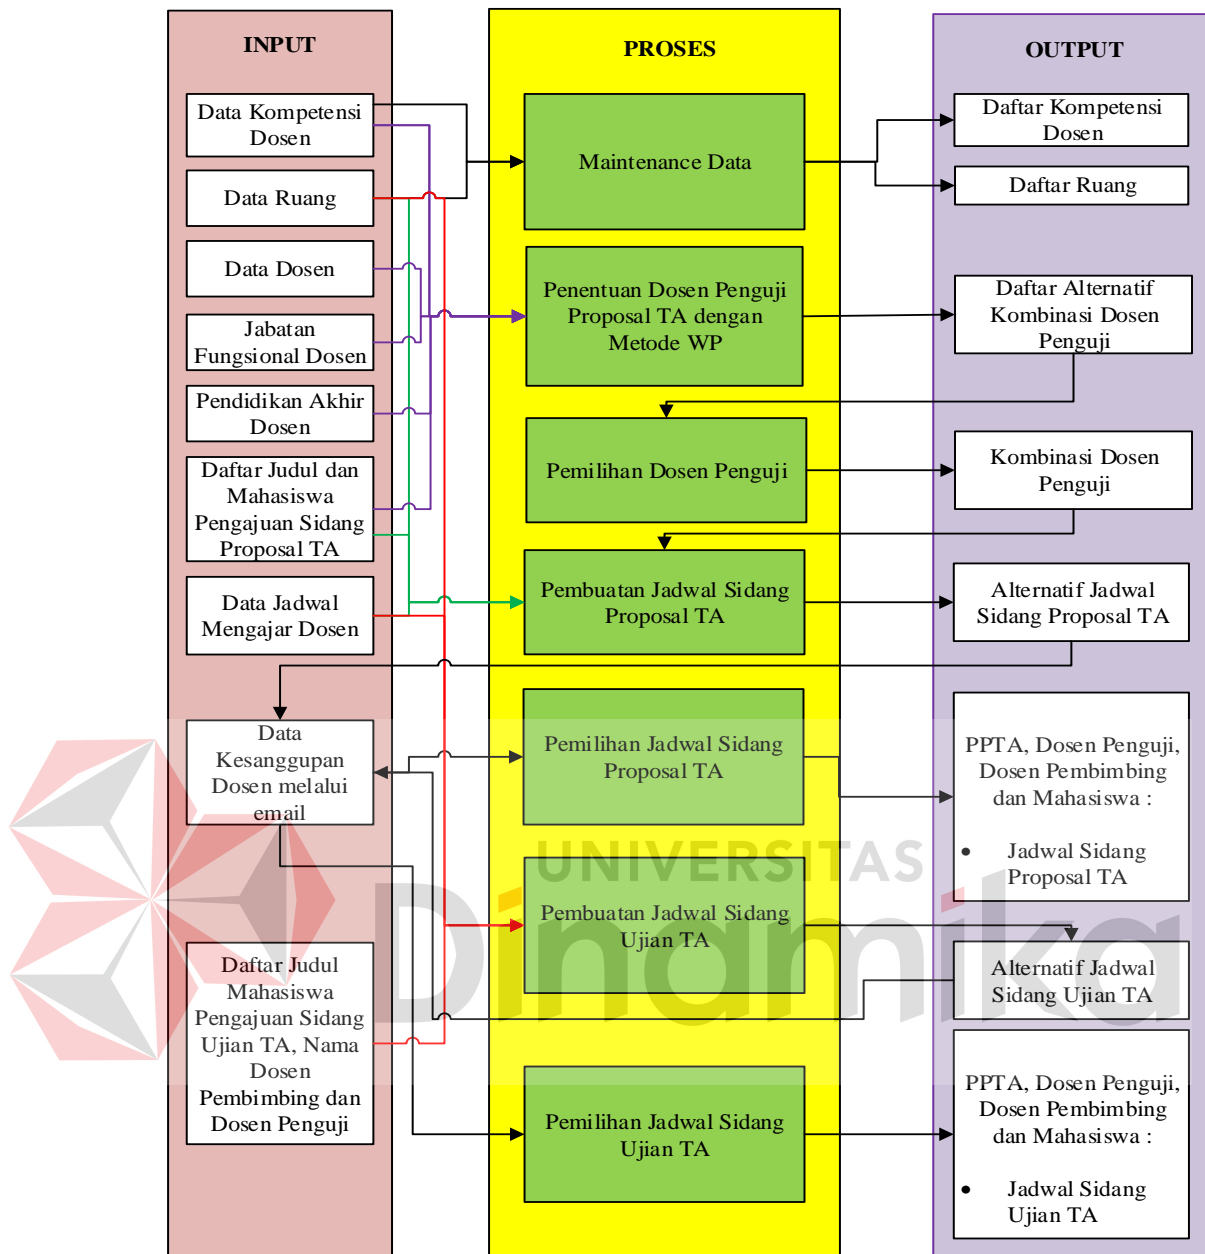 INPUT
Data Kompetensi
Dosen
Data Ruang
Data Dosen
Jabatan
Fungsional Dosen
Pendidikan Akhir
Dosen
Daftar Judul dan
Mahasiswa
Pengajuan Sidang
Proposal TA
Data Jadwal
Mengajar Dosen
Data
Kesanggupan
Dosen melalui
email
Daftar Judul
Mahasiswa
Pengajuan Sidang
Ujian TA, Nama
Dosen
Pembimbing dan
Dosen Penguji
PROSES
Maintenance Data
Penentuan Dosen Penguji
Proposal TA dengan
Metode WP
Pemilihan Dosen Penguji
Pembuatan Jadwal Sidang
Proposal TA
Pemilihan Jadwal Sidang
Proposal TA
Pembuatan Jadwal Sidang
Ujian TA
Pemilihan Jadwal Sidang
Ujian TA
OUTPUT
Daftar Kompetensi
Dosen
Daftar Ruang
Daftar Alternatif
Kombinasi Dosen
Penguji
Kombinasi Dosen
Penguji
Alternatif Jadwal
Sidang Proposal TA
PPTA, Dosen Penguji,
Dosen Pembimbing
dan Mahasiswa :
• Jadwal Sidang
Proposal TA
Alternatif Jadwal
Sidang Ujian TA
PPTA, Dosen Penguji,
Dosen Pembimbing
dan Mahasiswa :
• Jadwal Sidang
Ujian TA
UNIVERSITAS
Dinamika